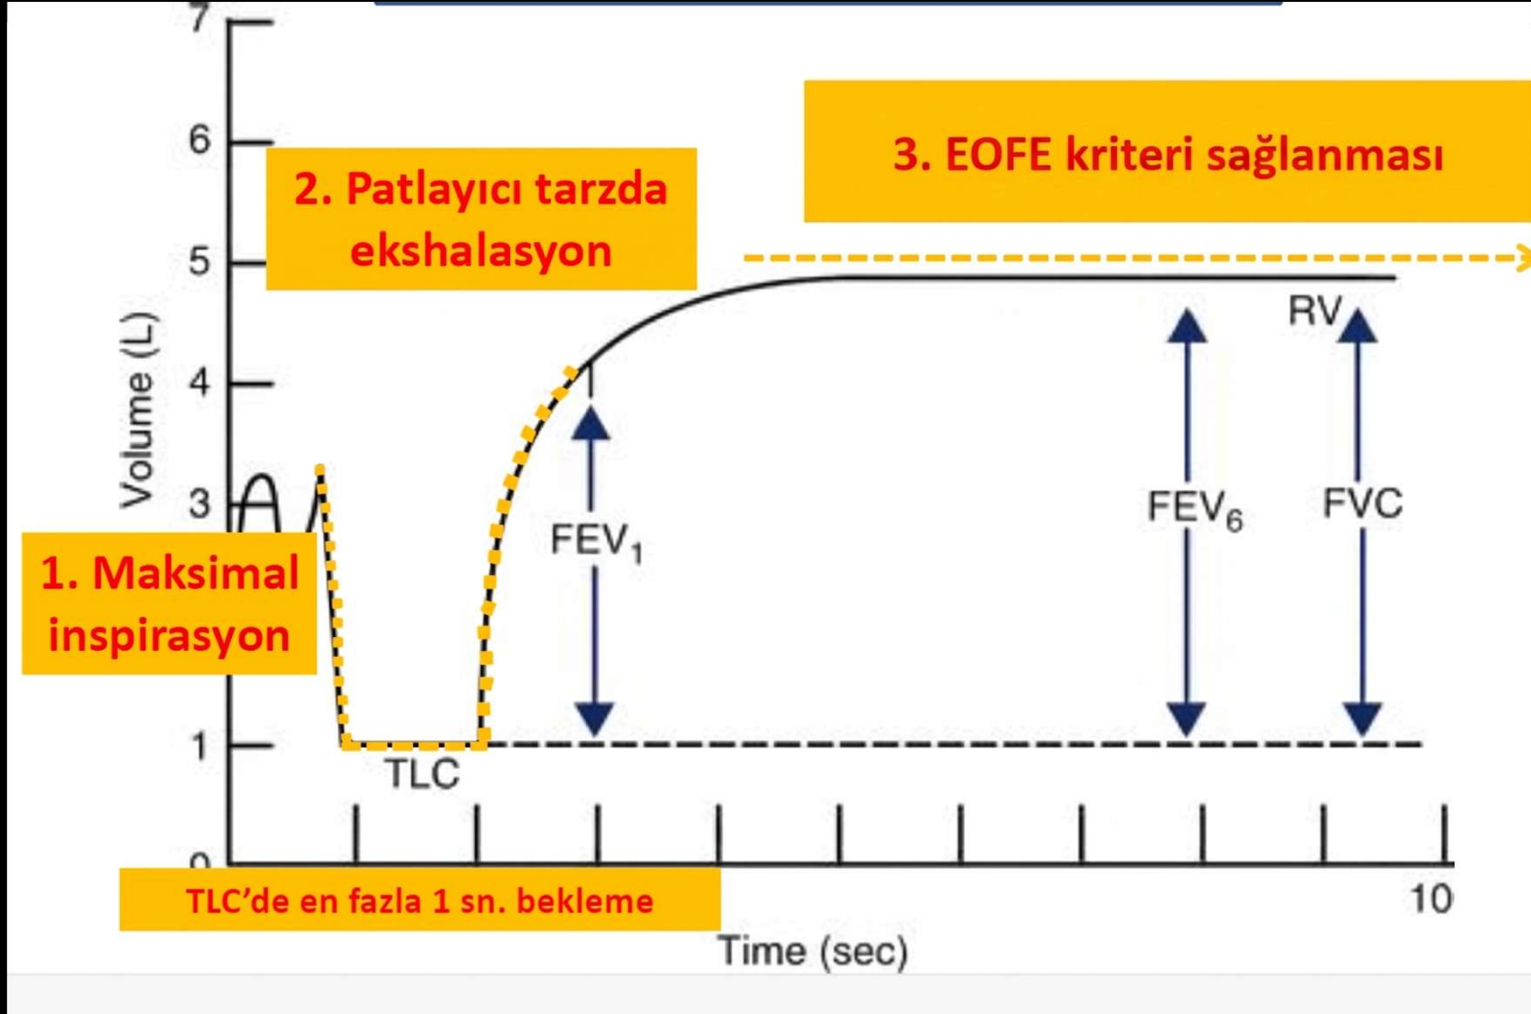 7
6
5
4
3
1
0
Volume (L)
2. Patlayıcı tarzda
ekshalasyon
3. EOFE kriteri sağlanması
RV
FEV1
FEV6
FVC
1. Maksimal
inspirasyon
TLC
TLC’de en fazla 1 sn. bekleme
10
Time (sec)